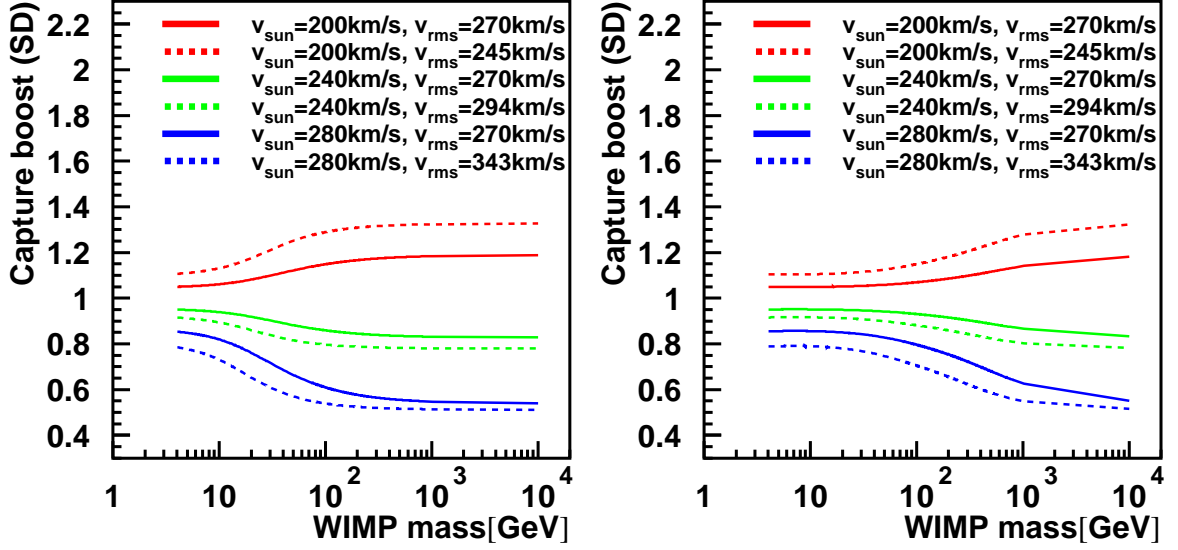 Capture boost (SD)
2.2
2
1.8
1.6
1.4
1.2
1
0.8
0.6
0.4
v_sun=200km/s, v_rms=270km/s
v_sun=200km/s, v_rms=245km/s
v_sun=240km/s, v_rms=270km/s
v_sun=240km/s, v_rms=294km/s
v_sun=280km/s, v_rms=270km/s
v_sun=280km/s, v_rms=343km/s
1 10 10^2 10^3 10^4
WIMP mass[GeV]
Capture boost (SD)
2.2
2
1.8
1.6
1.4
1.2
1
0.8
0.6
0.4
v_sun=200km/s, v_rms=270km/s
v_sun=200km/s, v_rms=245km/s
v_sun=240km/s, v_rms=270km/s
v_sun=240km/s, v_rms=294km/s
v_sun=280km/s, v_rms=270km/s
v_sun=280km/s, v_rms=343km/s
1 10 10^2 10^3 10^4
WIMP mass[GeV]